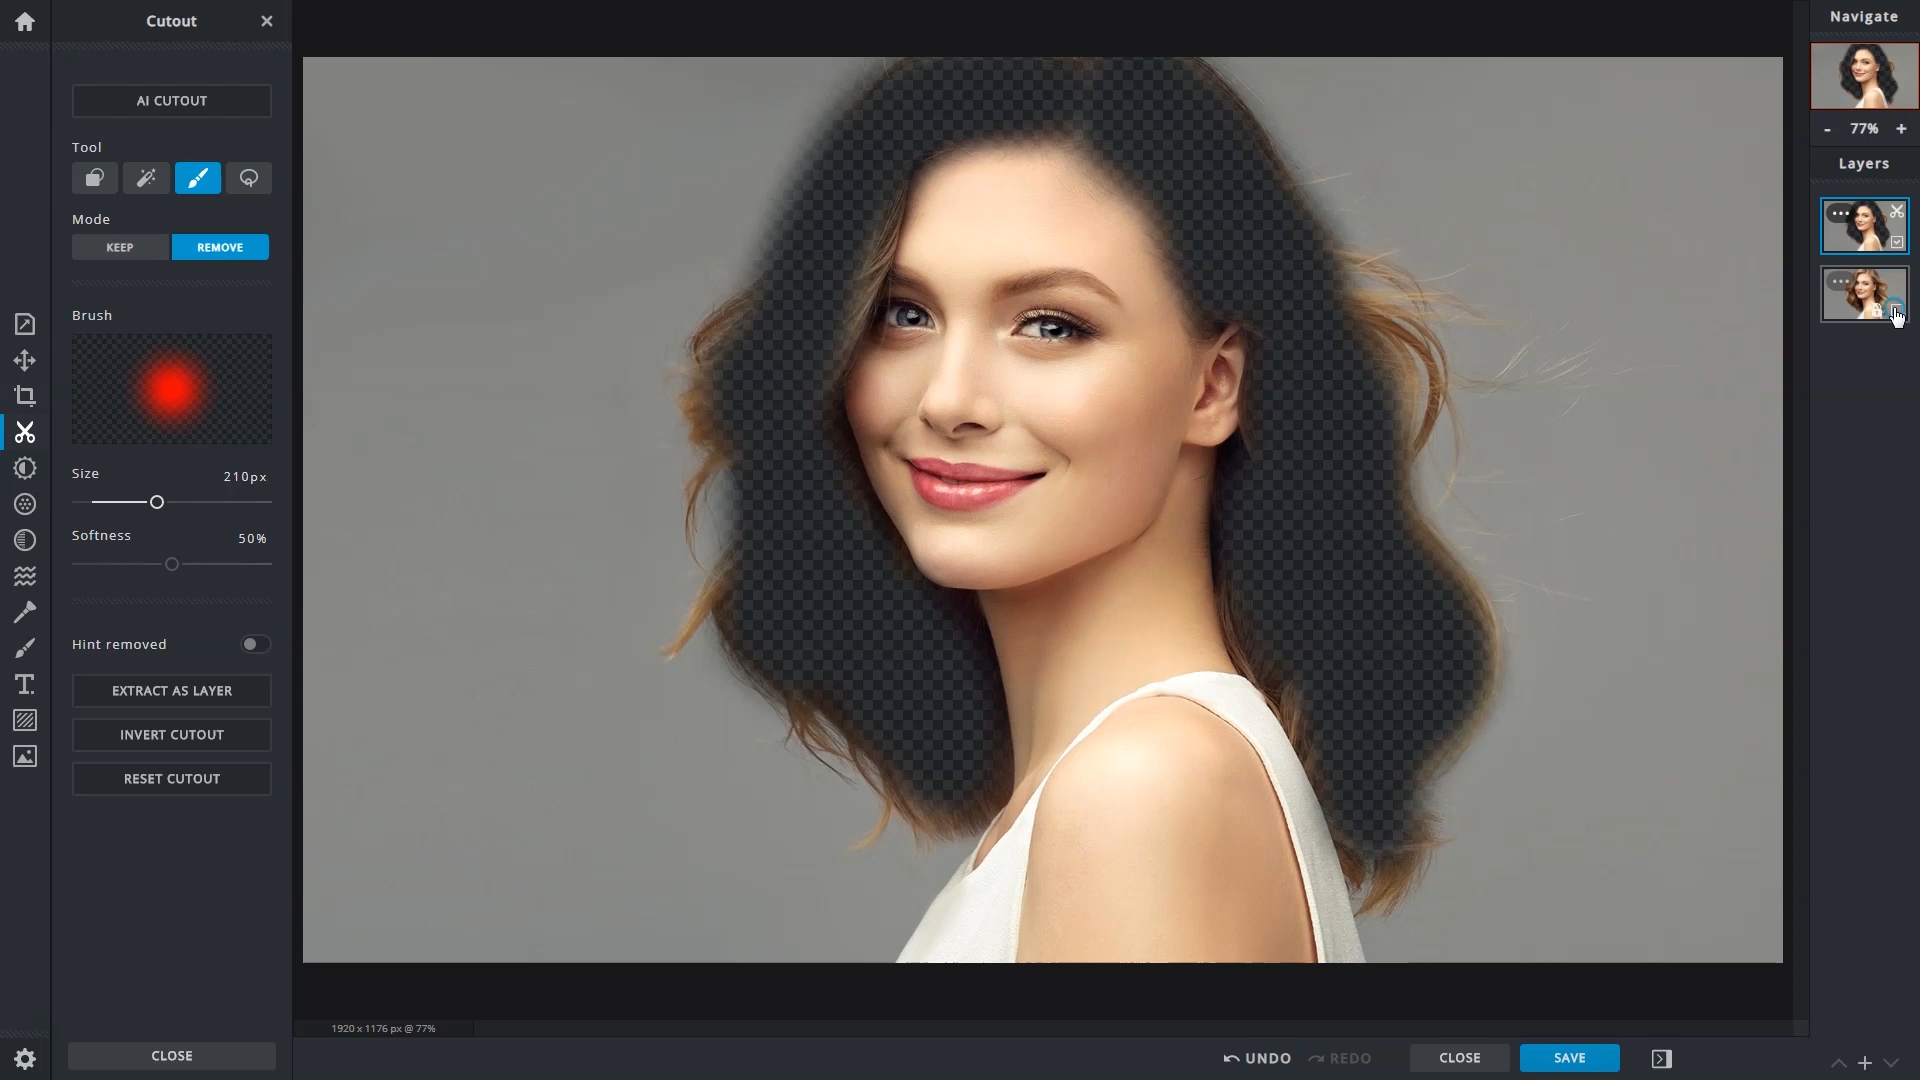 Cutout
AI CUTOUT
Tool
Mode
KEEP
REMOVE
Brush
Size
210px
Softness
50%
Hint removed
EXTRACT AS LAYER
INVERT CUTOUT
RESET CUTOUT
CLOSE
1920 x 1176 px @ 77%
UNDO
REDO
CLOSE
SAVE
Navigate
- 77% +
Layers